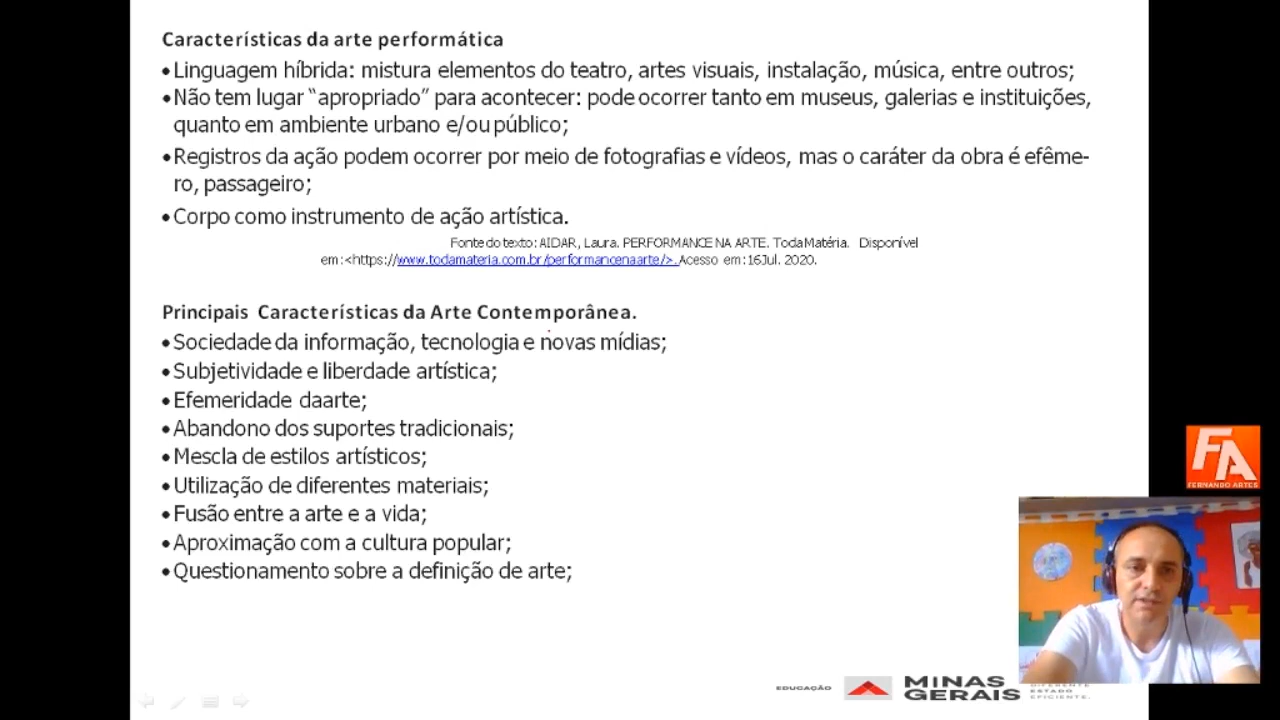 Características da arte performática
•Linguagem híbrida: mistura elementos do teatro, artes visuais, instalação, música, entre outros;
•Não tem lugar “apropriado” para acontecer: pode ocorrer tanto em museus, galerias e instituições,
quanto em ambiente urbano e/ou público;
•Registros da ação podem ocorrer por meio de fotografias e vídeos, mas o caráter da obra é efême-
ro, passageiro;
•Corpo como instrumento de ação artística.
Fonte do texto: AIDAR, Laura. PERFORMANCE NA ARTE. Toda Matéria. Disponível
em:<https://www.todamateria.com.br/performancenaarte/>. Acesso em:16Jul. 2020.
Principais Características da Arte Contemporânea.
•Sociedade da informação, tecnologia e novas mídias;
•Subjetividade e liberdade artística;
•Efemeridade daarte;
•Abandono dos suportes tradicionais;
•Mescla de estilos artísticos;
•Utilização de diferentes materiais;
•Fusão entre a arte e a vida;
•Aproximação com a cultura popular;
•Questionamento sobre a definição de arte;
FA
FERNANDO ARTES
EDUCAÇÃO
MINAS
GERAIS
DIFERENTE.
ESTADO
EFICIENTE.